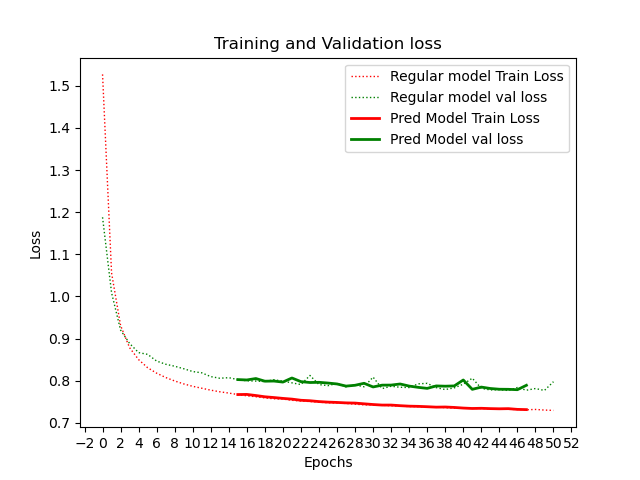 Training and Validation loss
Regular model Train Loss
Regular model val loss
Pred Model Train Loss
Pred Model val loss
1.5
1.4
1.3
1.2
1.1
1.0
0.9
0.8
0.7
Loss
−2 0 2 4 6 8 10 12 14 16 18 20 22 24 26 28 30 32 34 36 38 40 42 44 46 48 50 52
Epochs